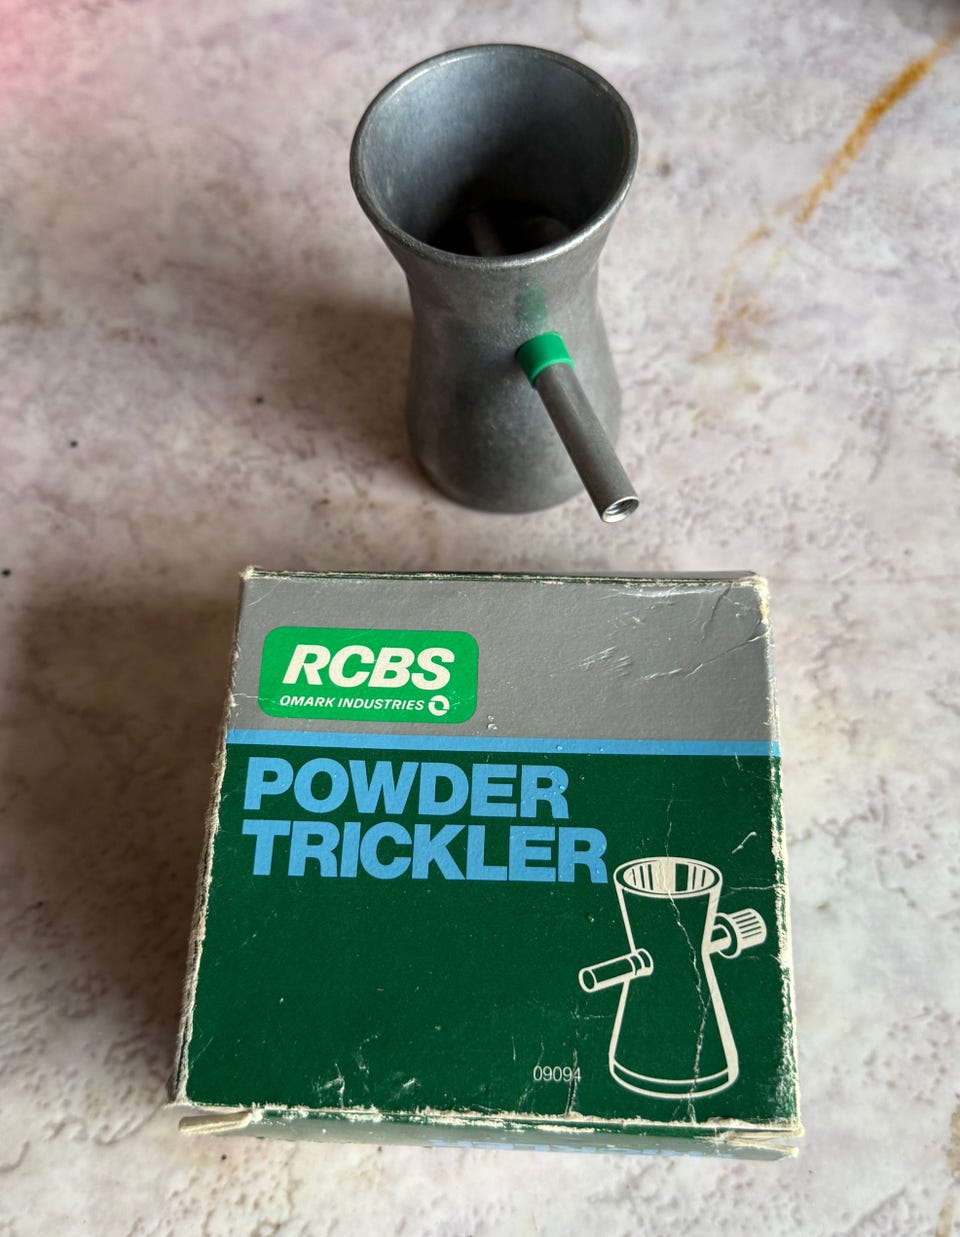 RCBS
OMARK INDUSTRIES
POWDER
TRICKLER
09094